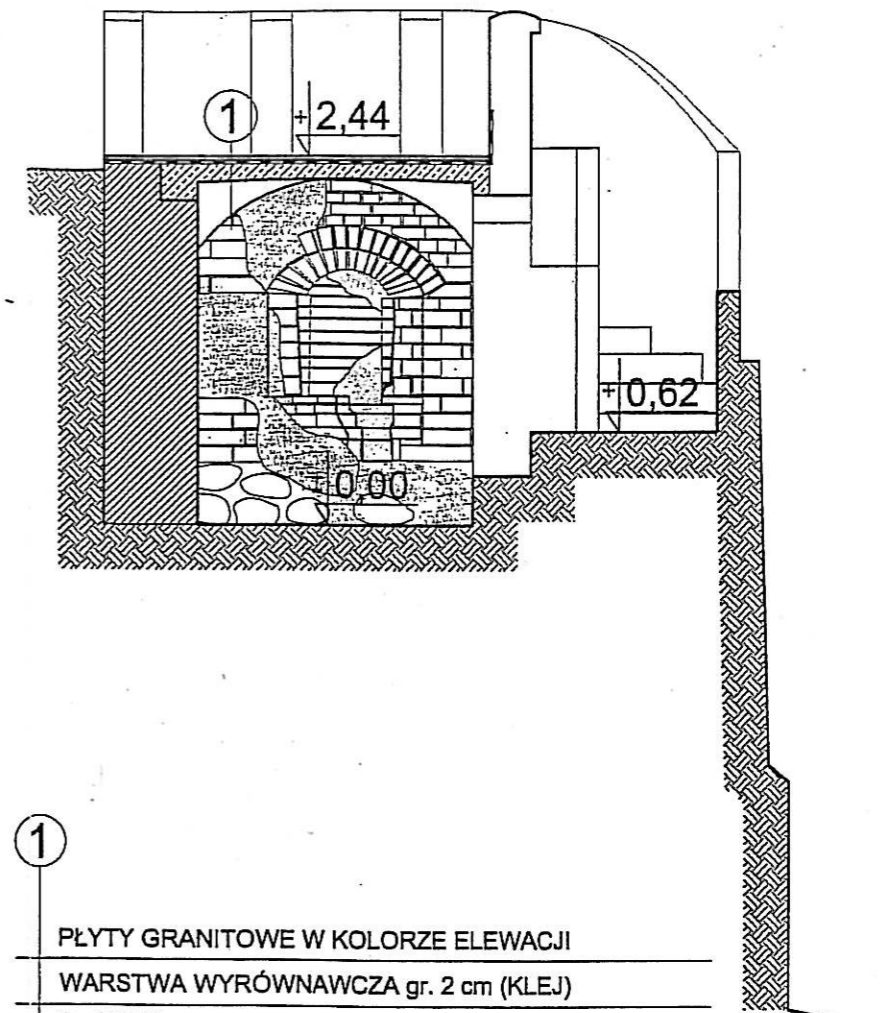 1
+ 2,44
+ 0,62
0,00
1
PŁYTY GRANITOWE W KOLORZE ELEWACJI
WARSTWA WYRÓWNAWCZA gr. 2 cm (KLEJ)